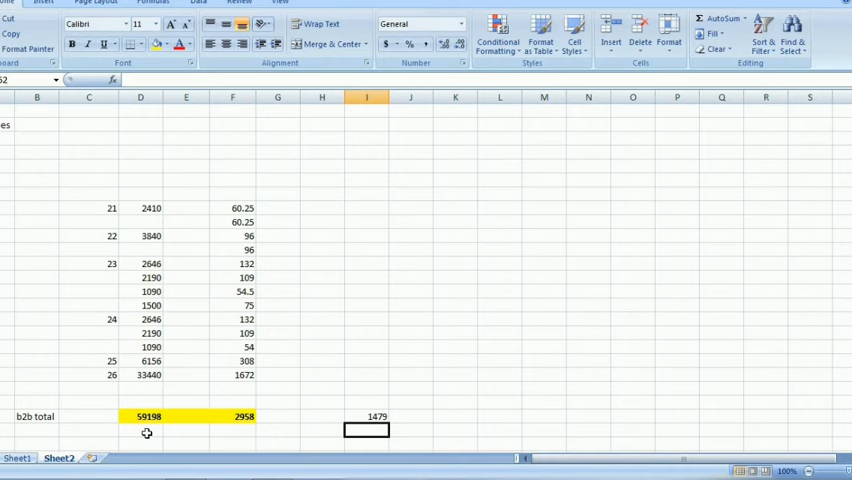 ome Insert Page Layout Formulas Data Review View
Cut Calibri 11 A A Wrap Text General Σ AutoSum
Copy Fill
Format Painter B I U A Merge & Center $ % , Conditional Formatting Format as Table Cell Styles Insert Delete Format Clear Sort & Filter Find & Select
board Font Alignment Number Styles Cells Editing
52 fx
B C D E F G H I J K L M N O P Q R S
es
21 2410 60.25
60.25
22 3840 96
96
23 2646 132
2190 109
1090 54.5
1500 75
24 2646 132
2190 109
1090 54
25 6156 308
26 33440 1672
b2b total 59198 2958 1479
Sheet1 Sheet2
100%